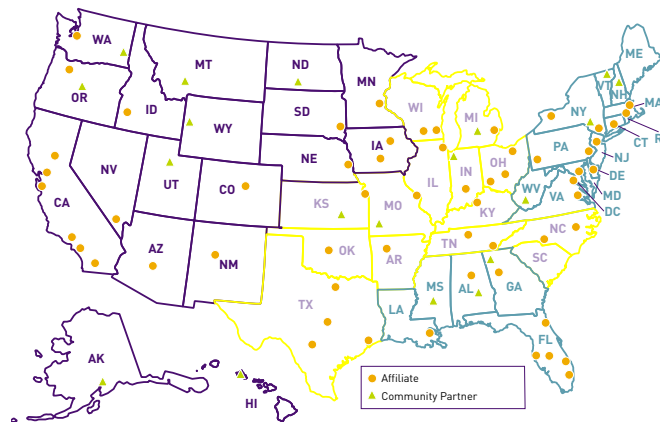 WA
MT
ND
MN
ME
VT
NH
MA
OR
ID
SD
WI
MI
NY
R
CT
WY
IA
PA
NJ
NE
OH
DE
NV
UT
CO
IL
IN
WV
MD
VA
DC
CA
KS
MO
KY
NC
TN
OK
AZ
NM
AR
SC
MS
AL
GA
TX
LA
FL
AK
HI
Affiliate
Community Partner